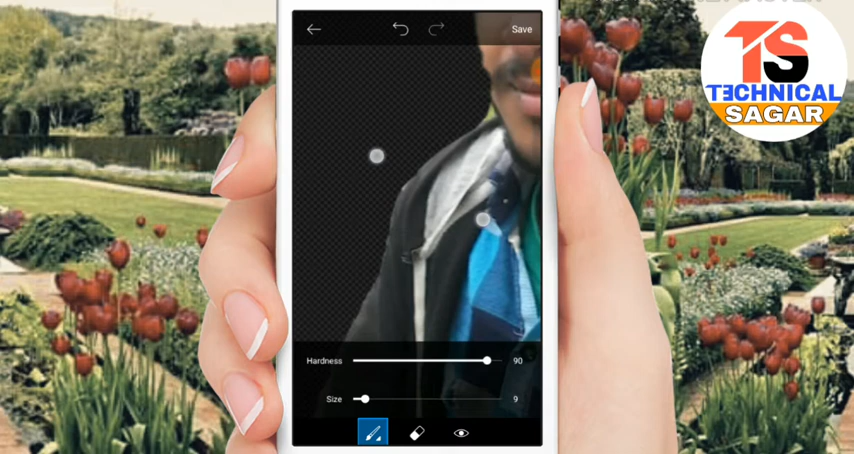 Save
TS
TECHNICAL
SAGAR
Hardness 90
Size 9